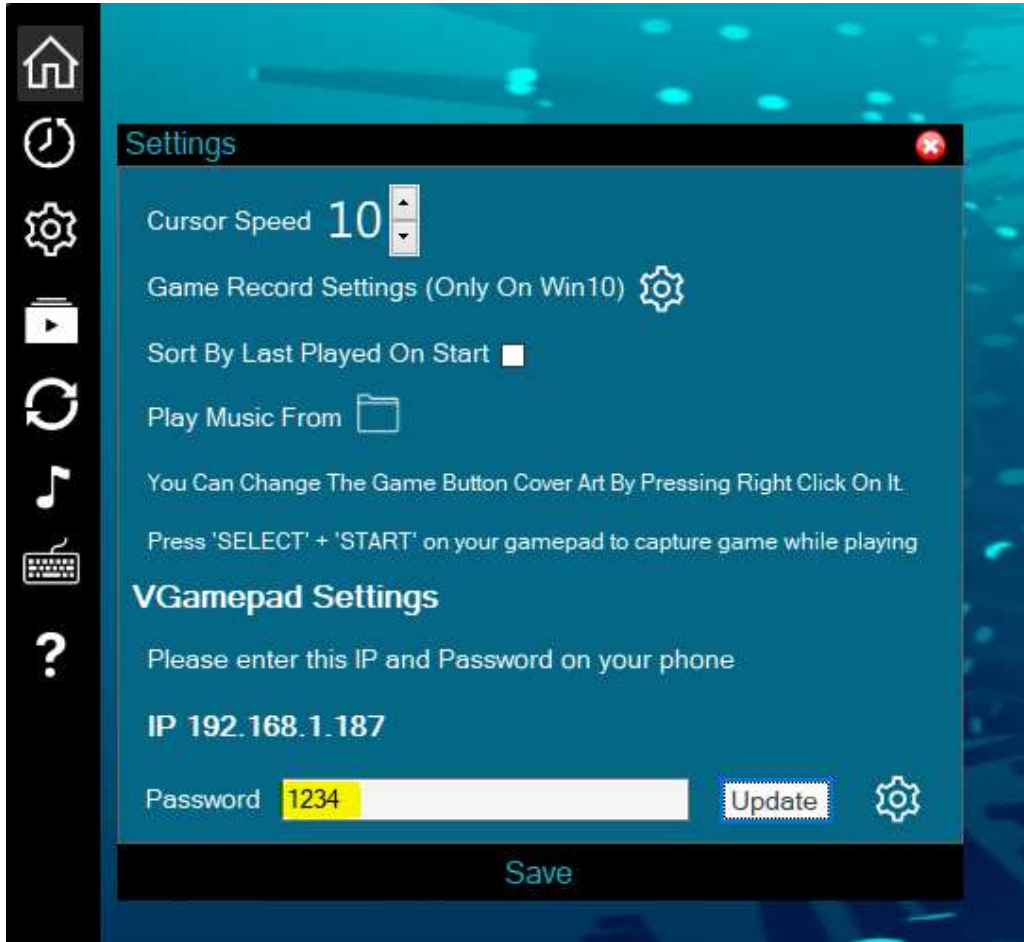 Settings
Cursor Speed 10
Game Record Settings (Only On Win10)
Sort By Last Played On Start
Play Music From
You Can Change The Game Button Cover Art By Pressing Right Click On It.
Press 'SELECT' + 'START' on your gamepad to capture game while playing
VGamepad Settings
Please enter this IP and Password on your phone
IP 192.168.1.187
Password 1234 Update
Save
?